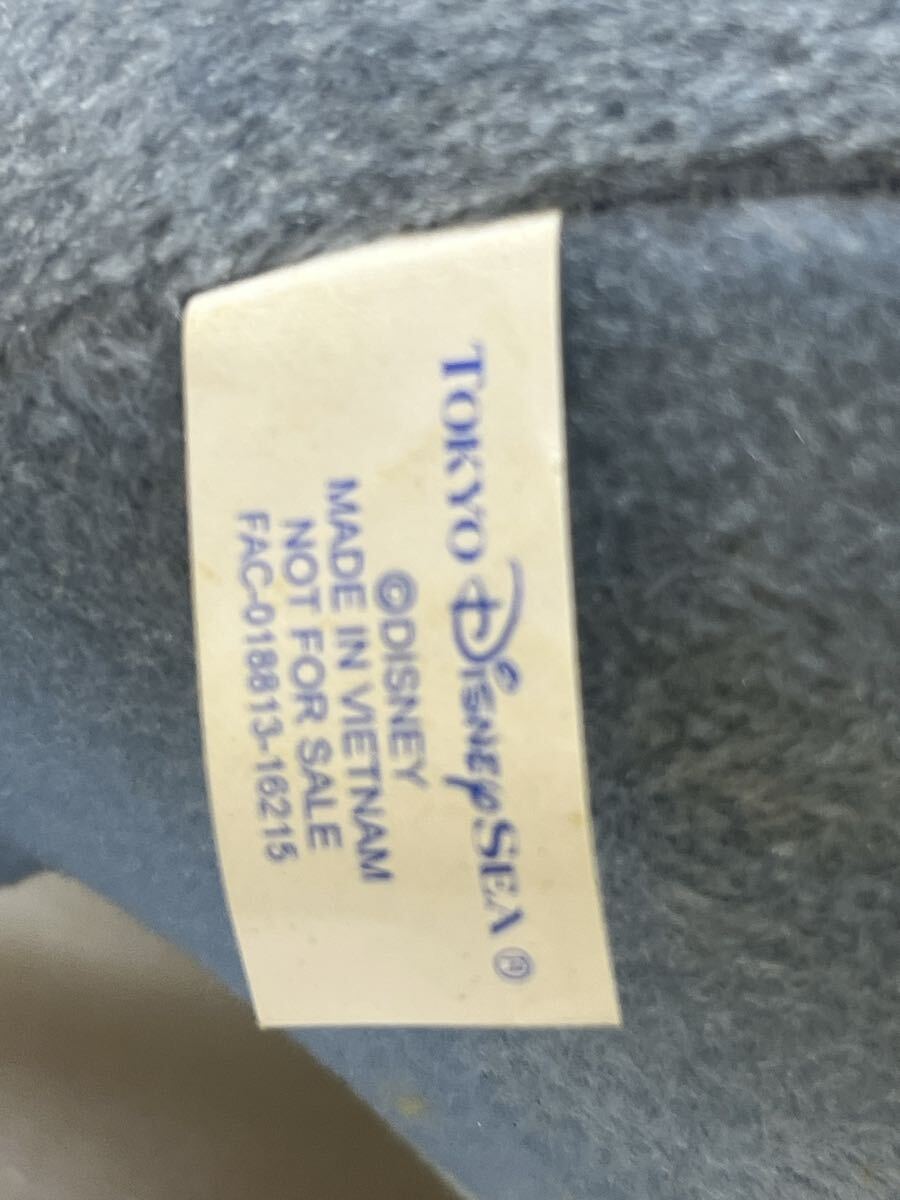 TOKYO DISNEYSEA®
©DISNEY
MADE IN VIETNAM
NOT FOR SALE
FAC-018813-16215